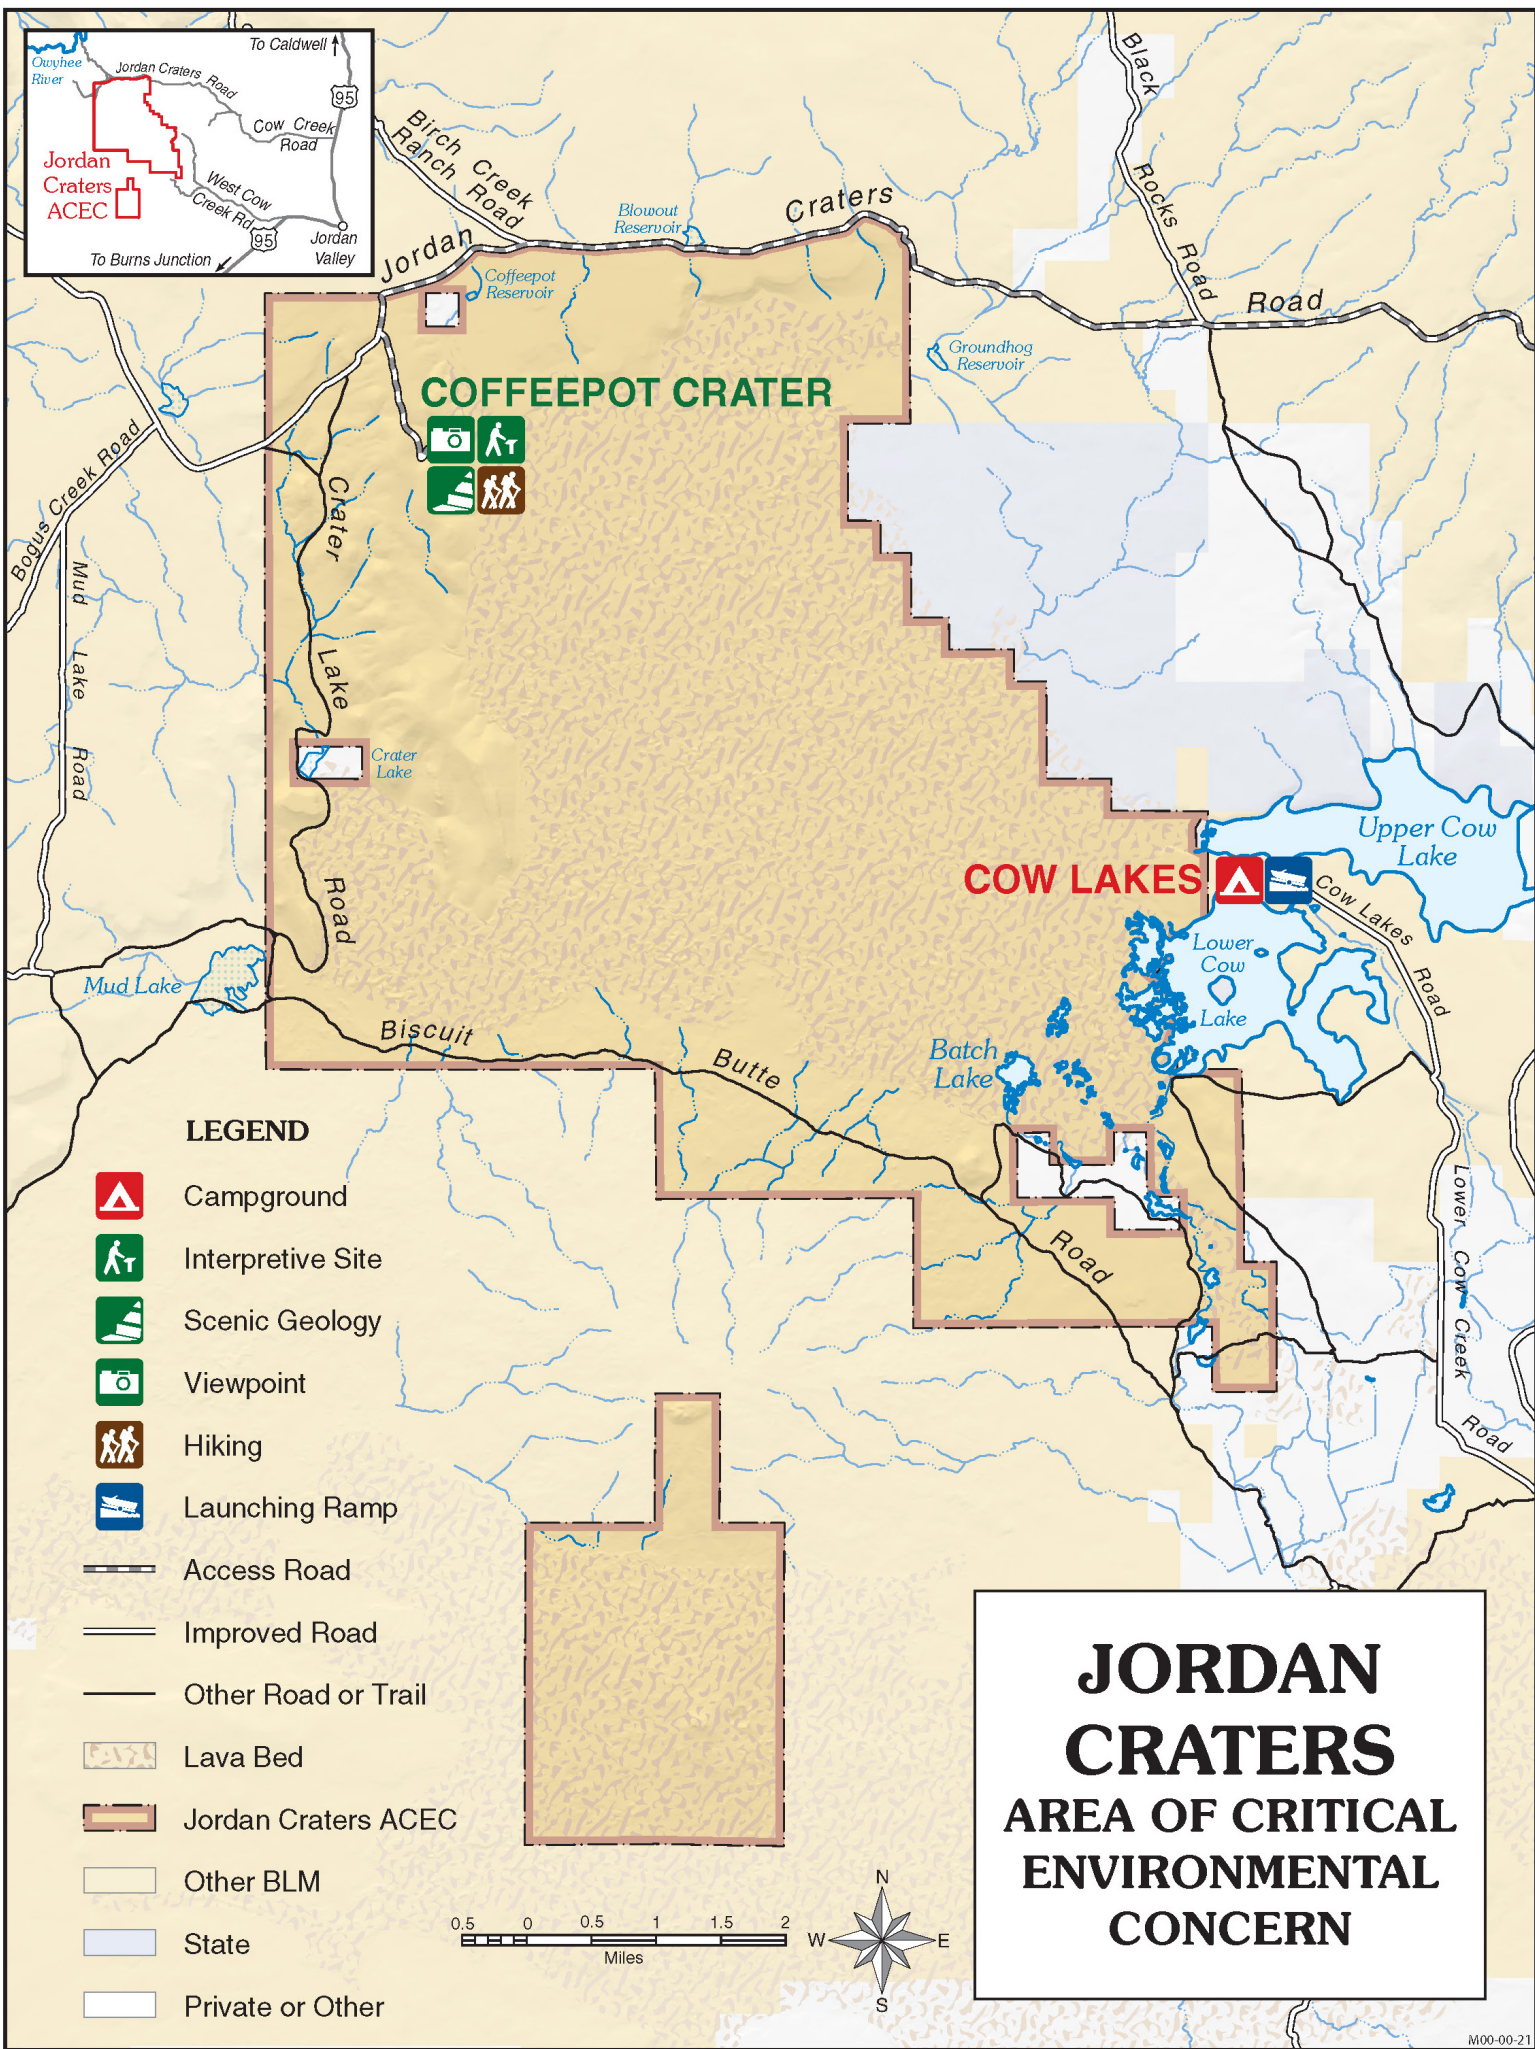 To Caldwell
Owyhee
River
Jordan Craters Road
95
Cow Creek
Road
Jordan
Craters
ACEC
West Cow
Creek Rd
95
Jordan
Valley
To Burns Junction
Birch Creek
Ranch Road
Black
Rocks
Road
Blowout
Reservoir
Jordan
Craters
Road
Coffeepot
Reservoir
Groundhog
Reservoir
COFFEEPOT CRATER
Bogus Creek Road
Crater
Lake
Road
Mud
Lake
Road
Crater
Lake
Upper Cow
Lake
COW LAKES
Cow Lakes
Road
Lower
Cow
Lake
Mud Lake
Biscuit
Butte
Road
Batch
Lake
Lower
Cow
Creek
Road
LEGEND
Campground
Interpretive Site
Scenic Geology
Viewpoint
Hiking
Launching Ramp
Access Road
Improved Road
Other Road or Trail
Lava Bed
Jordan Craters ACEC
Other BLM
State
Private or Other
0.5 0 0.5 1 1.5 2
Miles
N
W
E
S
JORDAN
CRATERS
AREA OF CRITICAL
ENVIRONMENTAL
CONCERN
M00-00-21